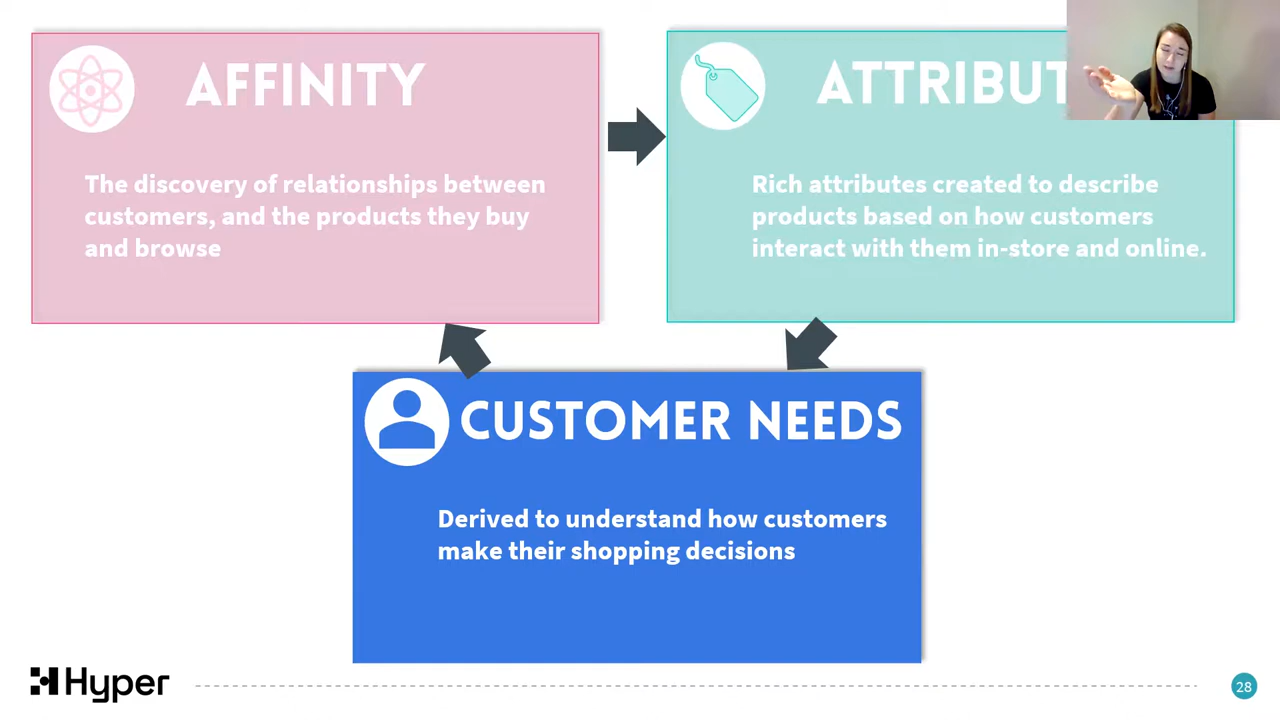 AFFINITY
The discovery of relationships between
customers, and the products they buy
and browse
ATTRIBUT
Rich attributes created to describe
products based on how customers
interact with them in-store and online.
CUSTOMER NEEDS
Derived to understand how customers
make their shopping decisions
Hyper
28